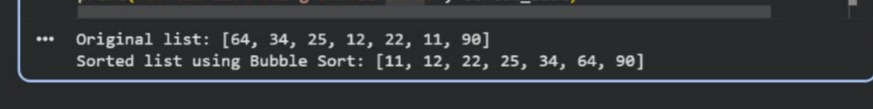 Original list: [64, 34, 25, 12, 22, 11, 90]
Sorted list using Bubble Sort: [11, 12, 22, 25, 34, 64, 90]